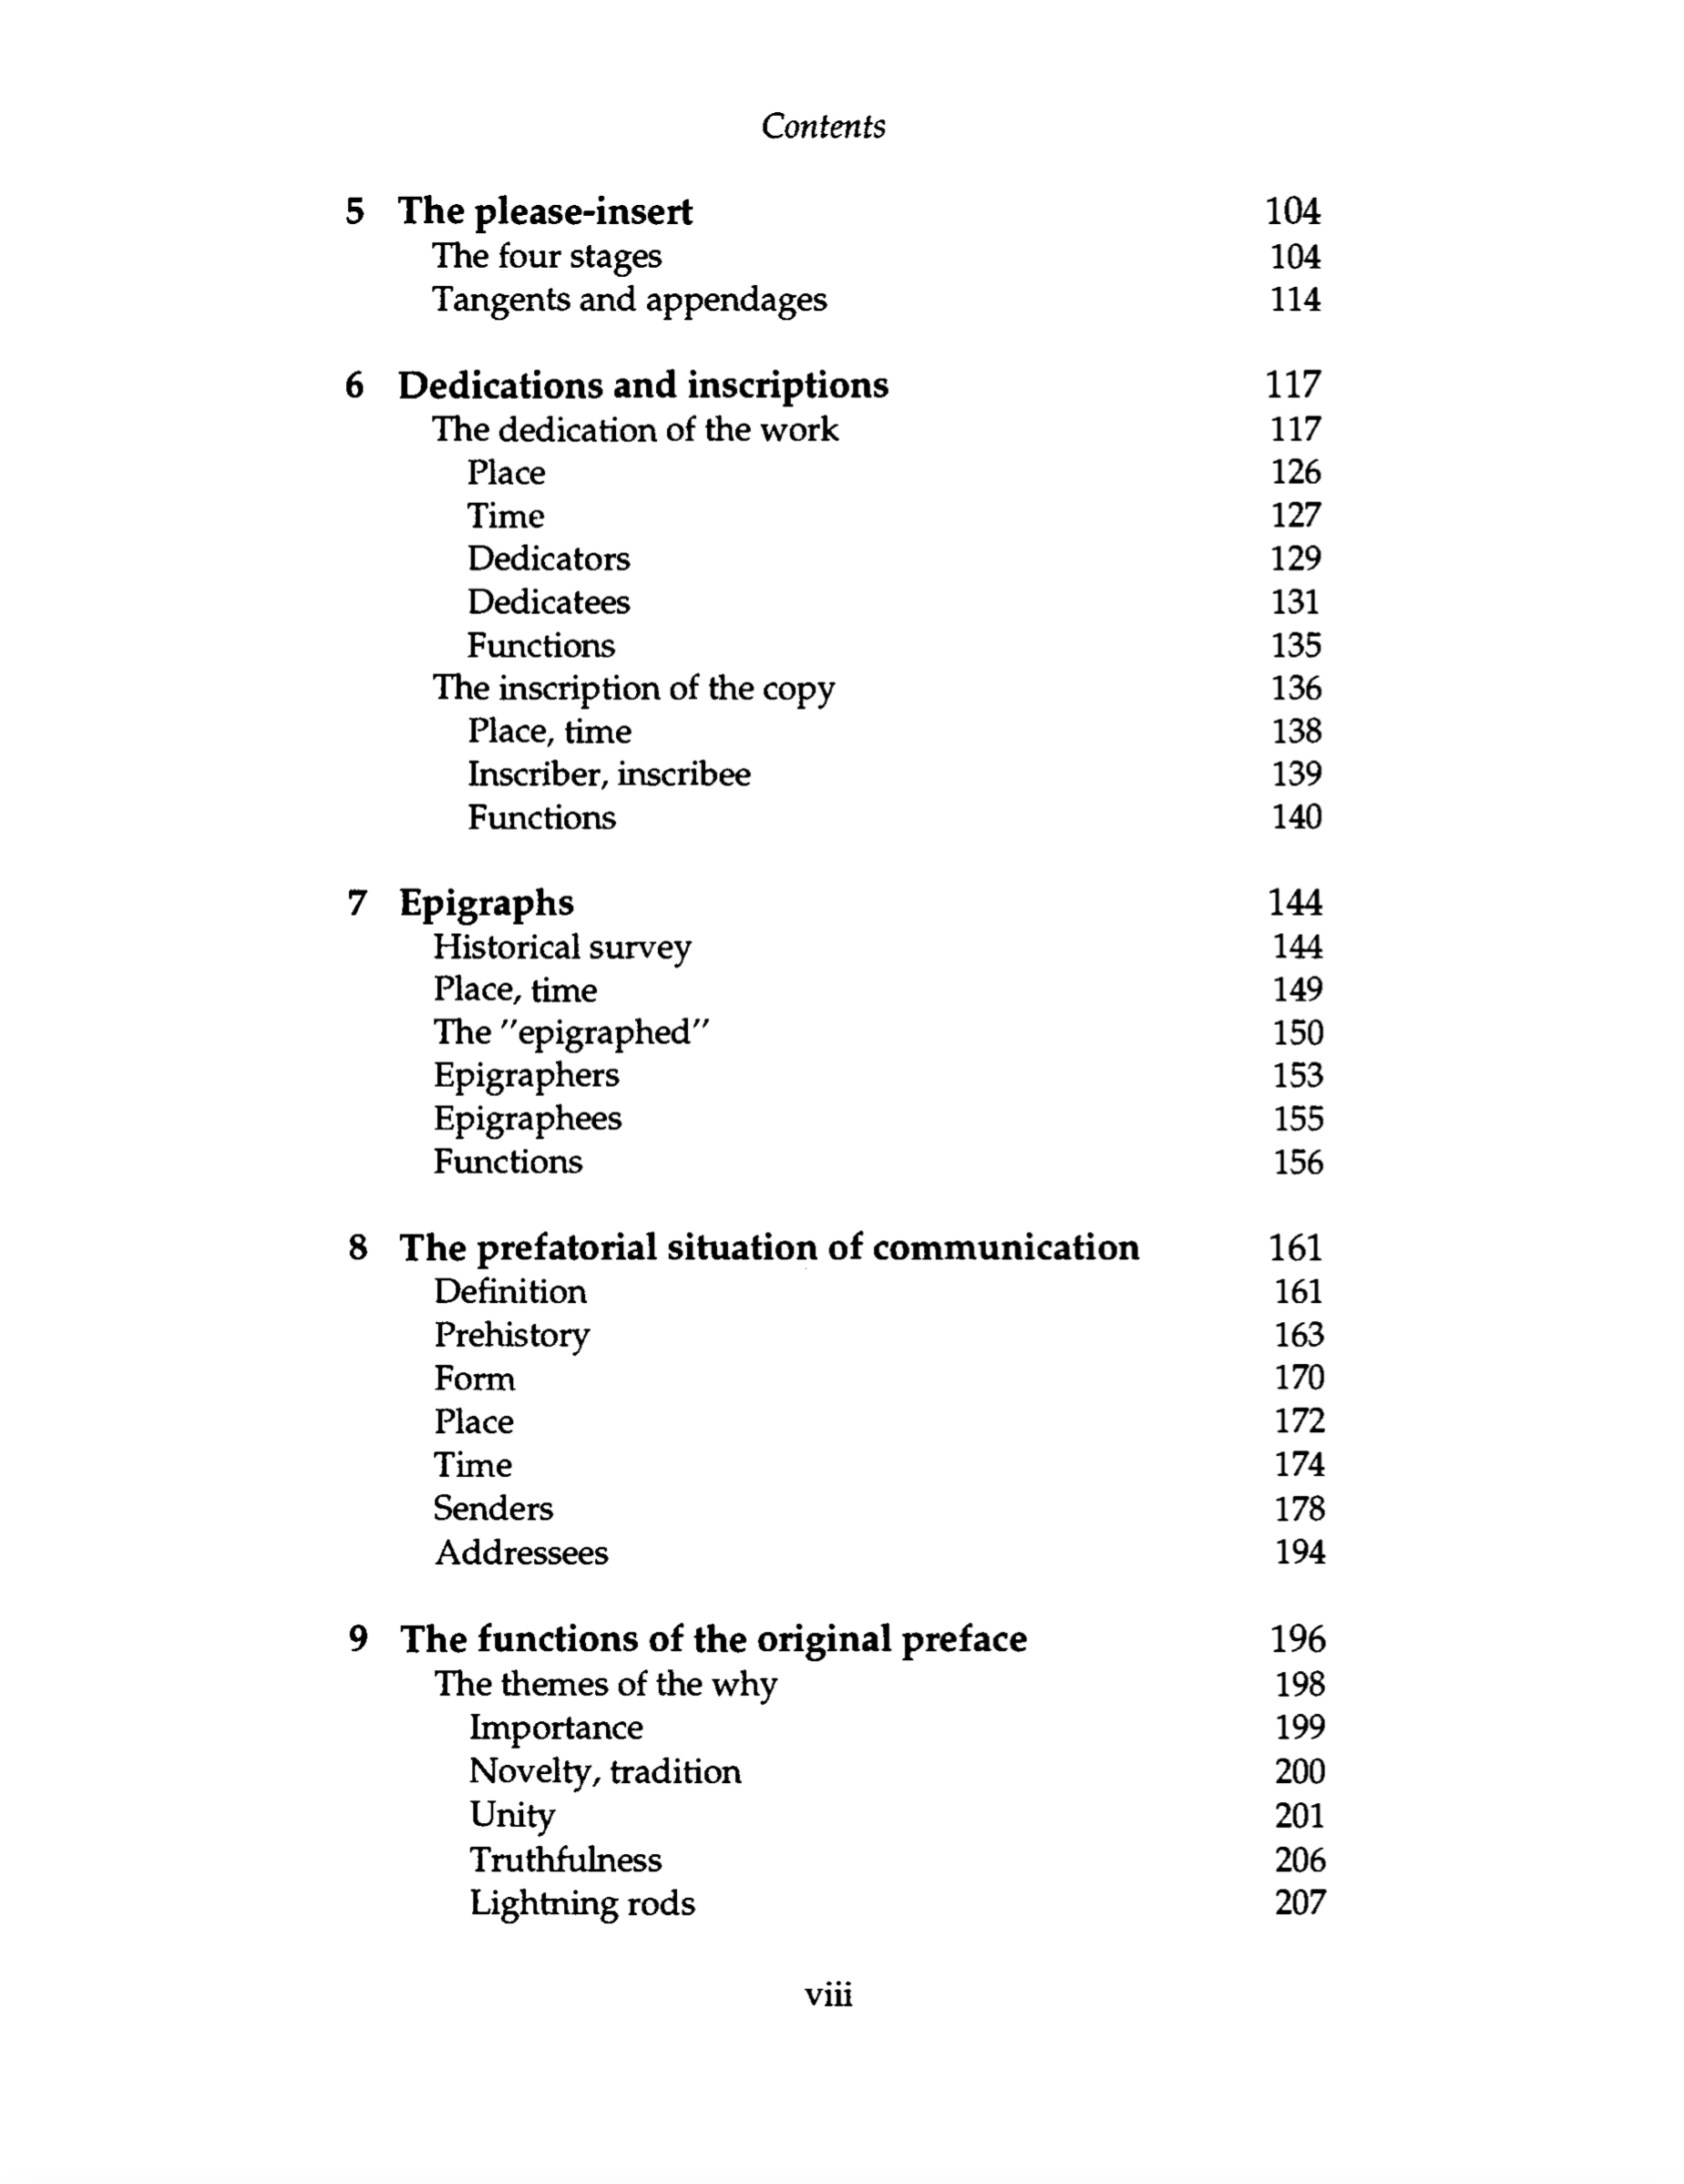 Contents
5 The please-insert 104
The four stages 104
Tangents and appendages 114
6 Dedications and inscriptions 117
The dedication of the work 117
Place 126
Time 127
Dedicators 129
Dedicatees 131
Functions 135
The inscription of the copy 136
Place, time 138
Inscriber, inscribee 139
Functions 140
7 Epigraphs 144
Historical survey 144
Place, time 149
The "epigraphed" 150
Epigraphers 153
Epigraphees 155
Functions 156
8 The prefatorial situation of communication 161
Definition 161
Prehistory 163
Form 170
Place 172
Time 174
Senders 178
Addressees 194
9 The functions of the original preface 196
The themes of the why 198
Importance 199
Novelty, tradition 200
Unity 201
Truthfulness 206
Lightning rods 207
viii